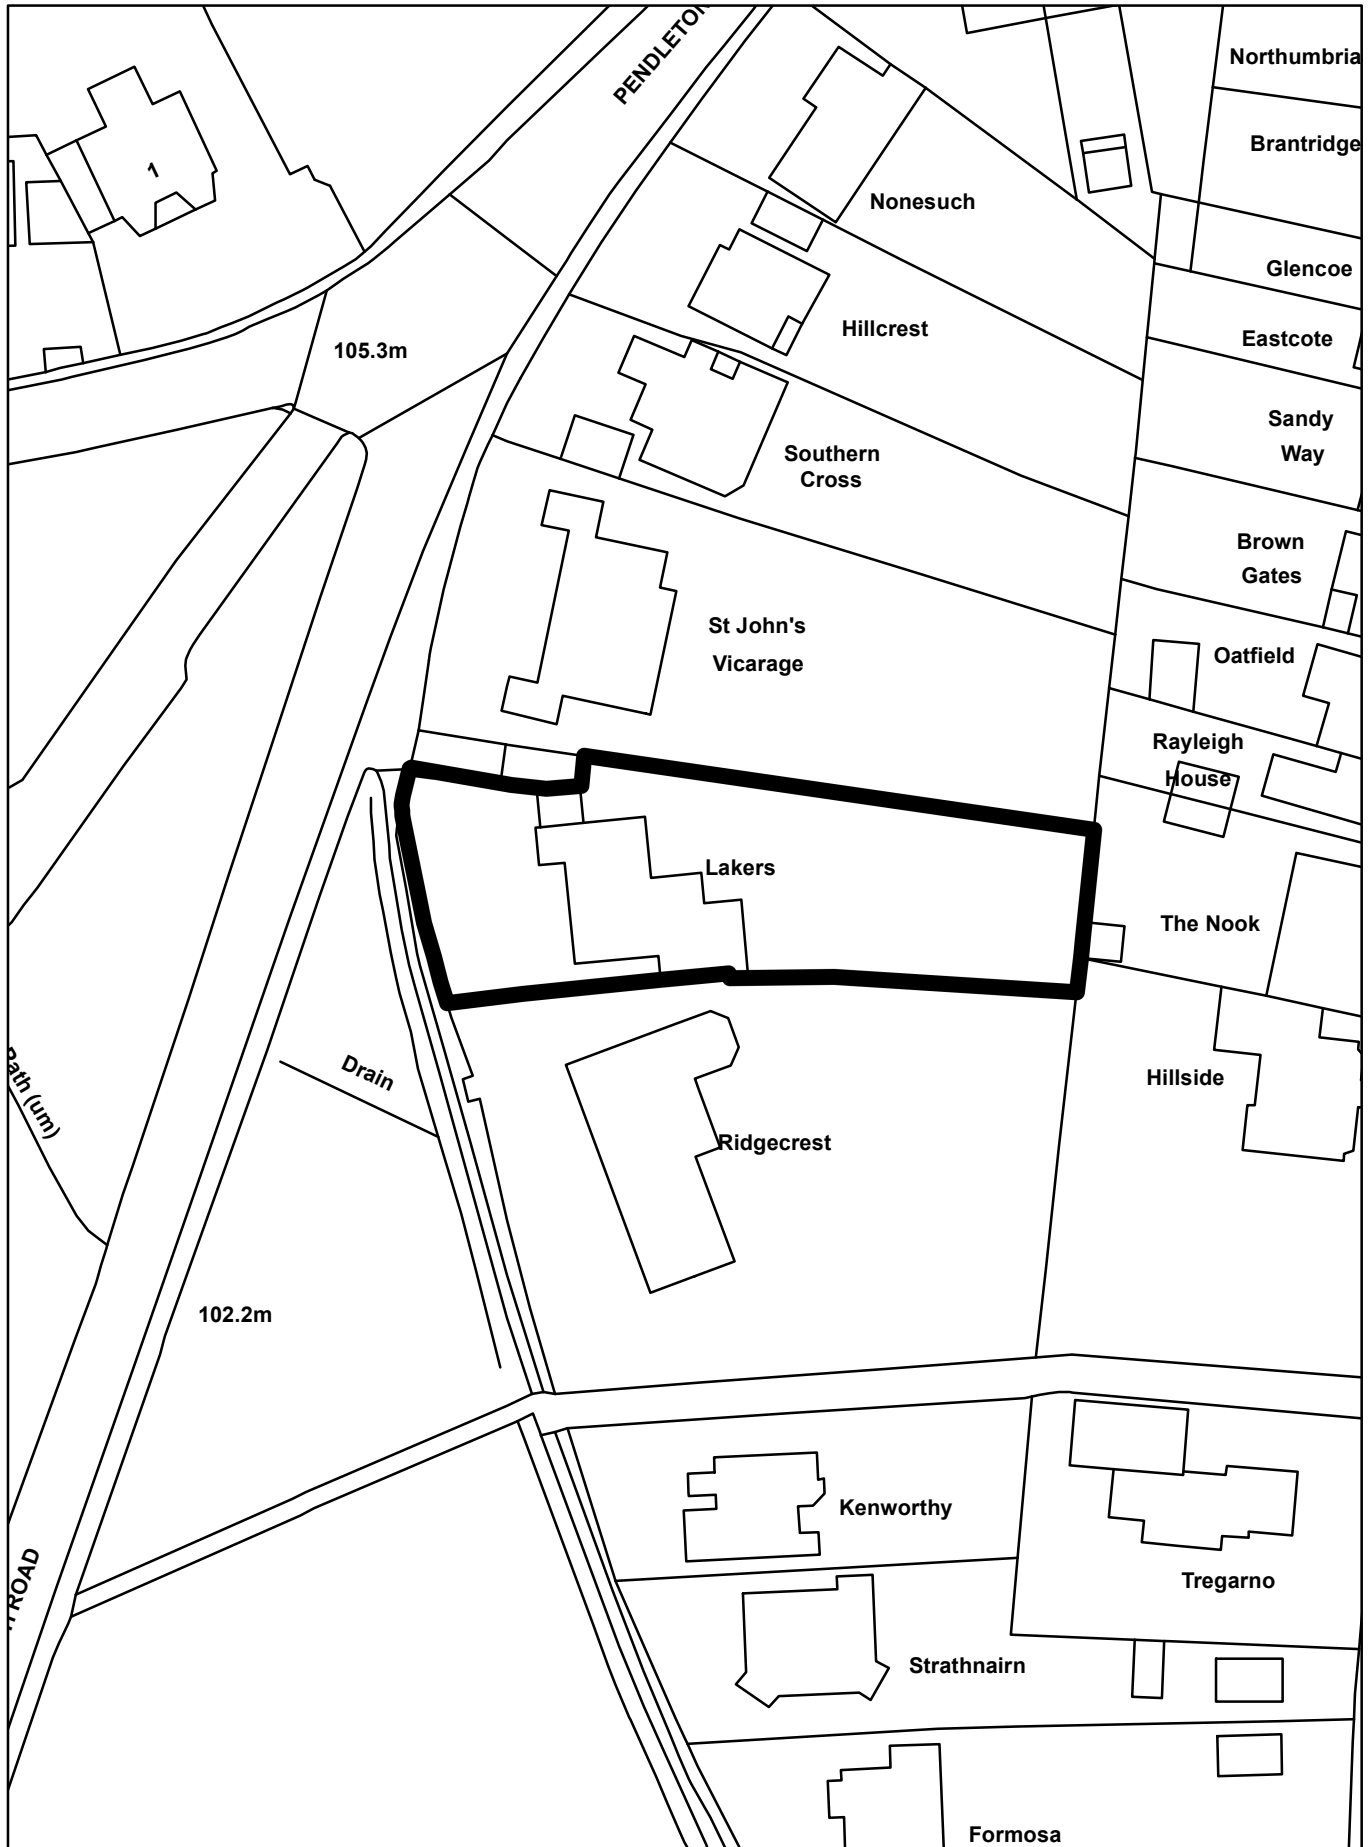 PENDLETON
Northumbria
Brantridge
1
Nonesuch
Glencoe
Hillcrest
Eastcote
105.3m
Sandy
Way
Southern
Cross
Brown
Gates
St John's
Vicarage
Oatfield
Rayleigh
House
Lakers
The Nook
Drain
Hillside
Path (um)
Ridgecrest
102.2m
Kenworthy
ROAD
Tregarno
Strathnairn
Formosa